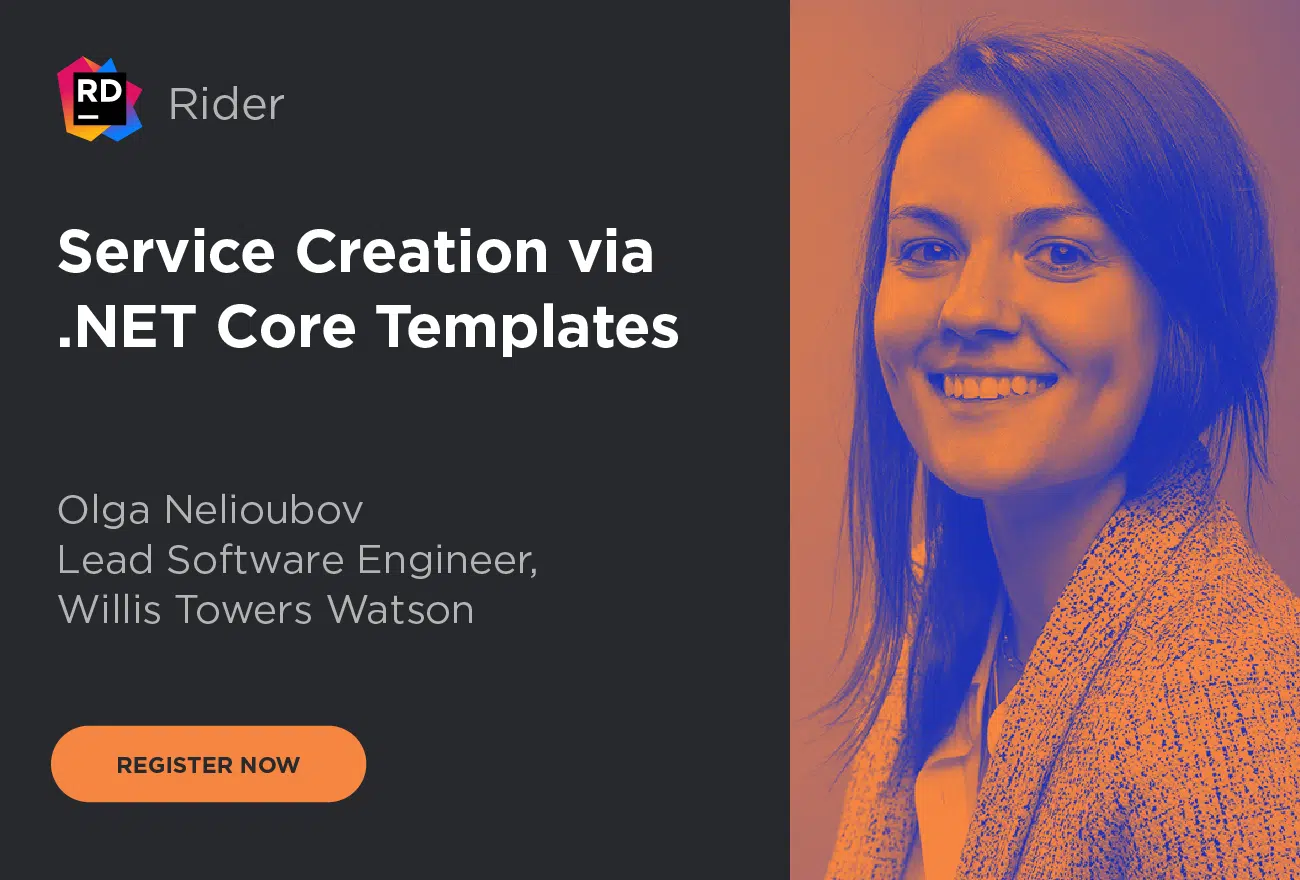 RD
Rider
Service Creation via
.NET Core Templates
Olga Nelioubov
Lead Software Engineer,
Willis Towers Watson
REGISTER NOW